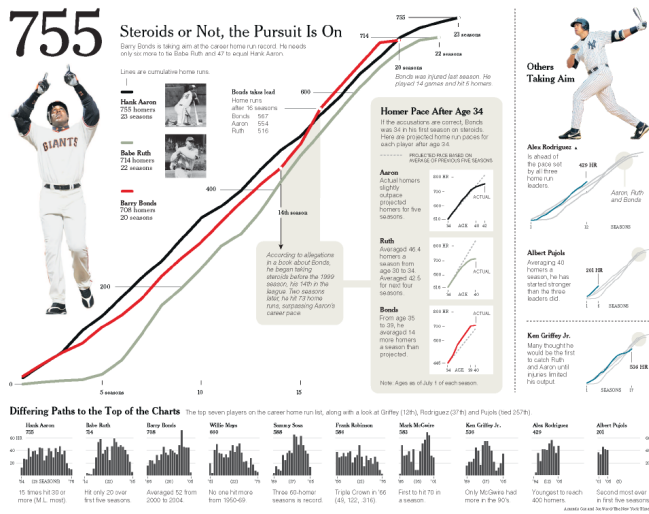 755
Steroids or Not, the Pursuit Is On
Barry Bonds is taking aim at the career home run record. He needs
only six more to tie Babe Ruth and 47 to equal Hank Aaron.
Lines are cumulative home runs:
Hank Aaron
755 homers
23 seasons
Babe Ruth
714 homers
22 seasons
Barry Bonds
708 homers
20 seasons
GIANTS
Bonds takes lead
Home runs
after 16 seasons
Bonds 567
Aaron 554
Ruth 516
755
23 seasons
714
22 seasons
20 seasons
Bonds was injured last season. He
played 14 games and hit 5 homers.
600
400
200
0
14th season
According to allegations
in a book about Bonds,
he began taking
steroids before the 1999
season, his 14th in the
league. Two seasons
later, he hit 73 home
runs, surpassing Aaron's
career pace.
5 seasons
10
15
Homer Pace After Age 34
If the accusations are correct, Bonds
was 34 in his first season on steroids.
Here are projected home run paces for
each player after age 34.
PROJECTED PACE BASED ON
AVERAGE OF PREVIOUS FIVE SEASONS.
Aaron
Actual homers
slightly
outpace
projected
homers for five
seasons.
ACTUAL
AGE
Ruth
Averaged 46.4
homers a
season from
age 30 to 34.
Averaged 42.5
for next four
seasons.
ACTUAL
AGE
Bonds
From age 35
to 39, he
averaged 14
more homers
a season than
projected.
ACTUAL
AGE
Note: Ages as of July 1 of each season.
Others
Taking Aim
Alex Rodriguez
Is ahead of
the pace set
by all three
home run
leaders.
429 HR
Aaron, Ruth
and Bonds
SEASONS
Albert Pujols
Averaging 40
homers a
season, he has
started stronger
than the three
leaders did.
201 HR
SEASONS
Ken Griffey Jr.
Many thought he
would be the first
to catch Ruth
and Aaron until
injuries limited
his output.
536 HR
SEASONS
Differing Paths to the Top of the Charts The top seven players on the career home run list, along with a look at Griffey (12th), Rodriguez (37th) and Pujols (tied 257th).
Hank Aaron
755
Babe Ruth
714
Barry Bonds
708
Willie Mays
660
Sammy Sosa
588
Frank Robinson
586
Mark McGwire
583
Ken Griffey Jr.
536
Alex Rodriguez
429
Albert Pujols
201
60 HR
40
20
(23 SEASONS)
15 times hit 30 or
more (M.L. most).
Hit only 20 over
first five seasons.
Averaged 52 from
2000 to 2004.
No one hit more
from 1950-69.
Three 60-homer
seasons is record.
Triple Crown in '66
(49, 122, .316)
First to hit 70 in
a season.
Only McGwire had
more in the 90's.
Youngest to reach
400 homers.
Second most ever
in first five seasons.